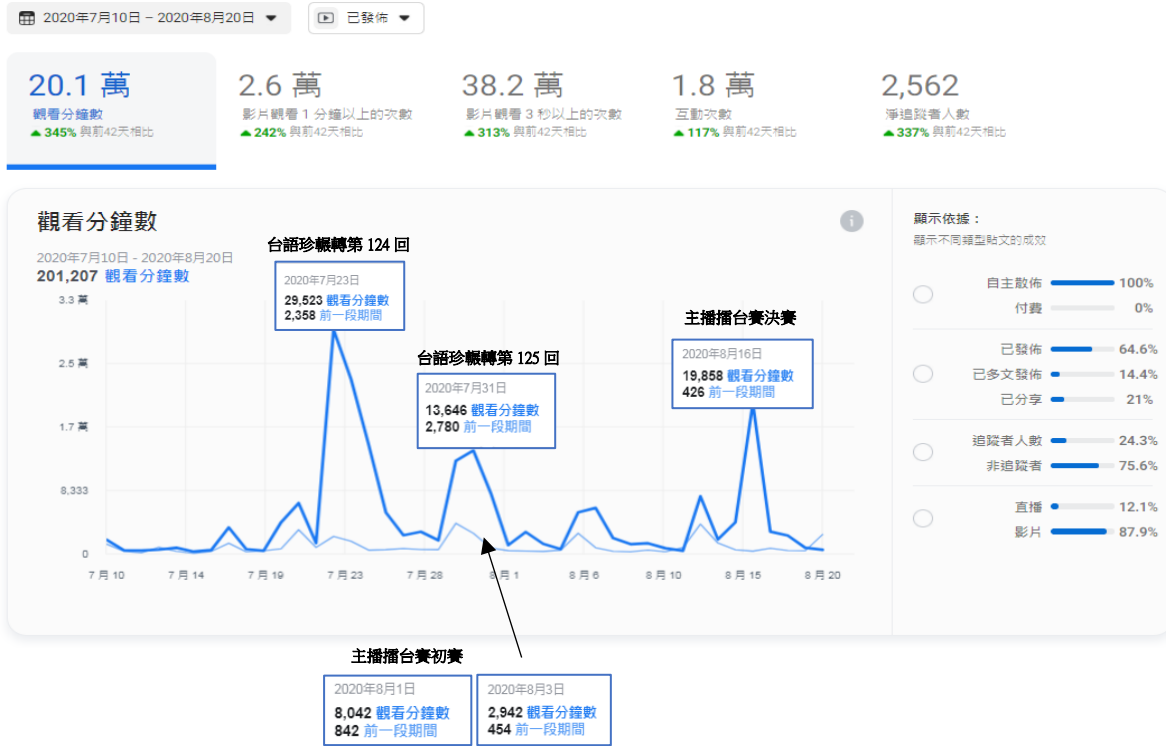 2020年7月10日 – 2020年8月20日
已發佈
20.1 萬
觀看分鐘數
345% 與前42天相比
2.6 萬
影片觀看 1 分鐘以上的次數
242% 與前42天相比
38.2 萬
影片觀看 3 秒以上的次數
313% 與前42天相比
1.8 萬
互動次數
117% 與前42天相比
2,562
淨追蹤者人數
337% 與前42天相比
觀看分鐘數
2020年7月10日 - 2020年8月20日
201,207 觀看分鐘數
台語珍輾轉第 124 回
2020年7月23日
29,523 觀看分鐘數
2,358 前一段期間
台語珍輾轉第 125 回
2020年7月31日
13,646 觀看分鐘數
2,780 前一段期間
主播擂台賽決賽
2020年8月16日
19,858 觀看分鐘數
426 前一段期間
3.3 萬
2.5 萬
1.7 萬
8,333
0
7 月 10
7 月 14
7 月 19
7 月 23
7 月 28
8 月 1
8 月 6
8 月 10
8 月 15
8 月 20
顯示依據：
顯示不同類型貼文的成效
自主散佈 100%
付費 0%
已發佈 64.6%
已多文發佈 14.4%
已分享 21%
追蹤者人數 24.3%
非追蹤者 75.6%
直播 12.1%
影片 87.9%
主播擂台賽初賽
2020年8月1日
8,042 觀看分鐘數
842 前一段期間
2020年8月3日
2,942 觀看分鐘數
454 前一段期間